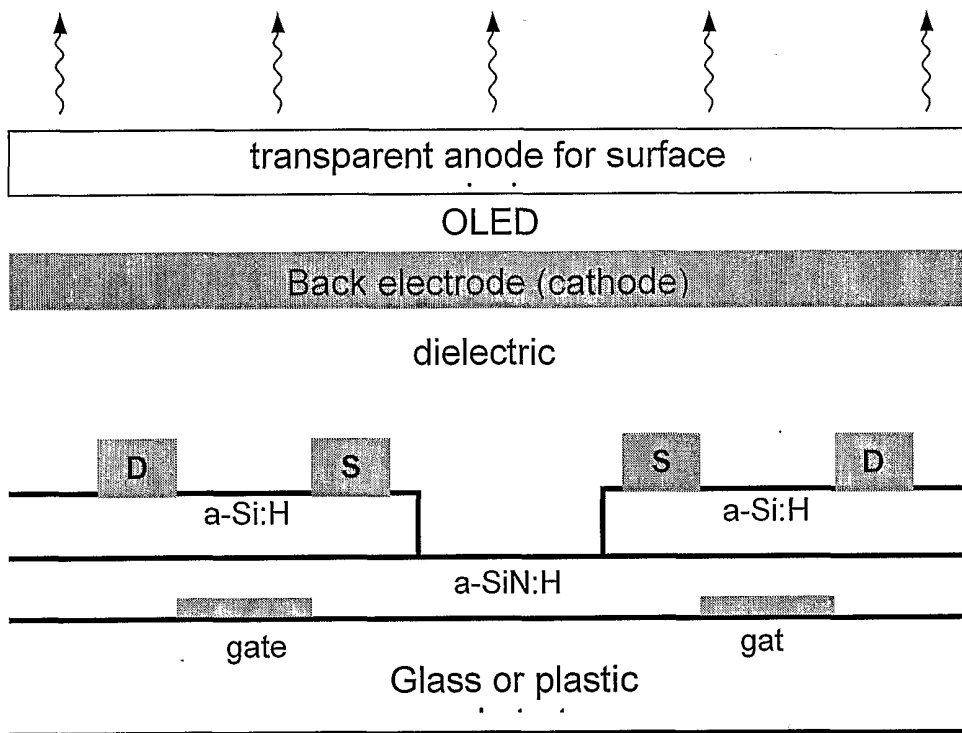 transparent anode for surface
OLED
Back electrode (cathode)
dielectric
D S S D
a-Si:H a-Si:H
a-SiN:H
gate gat
Glass or plastic